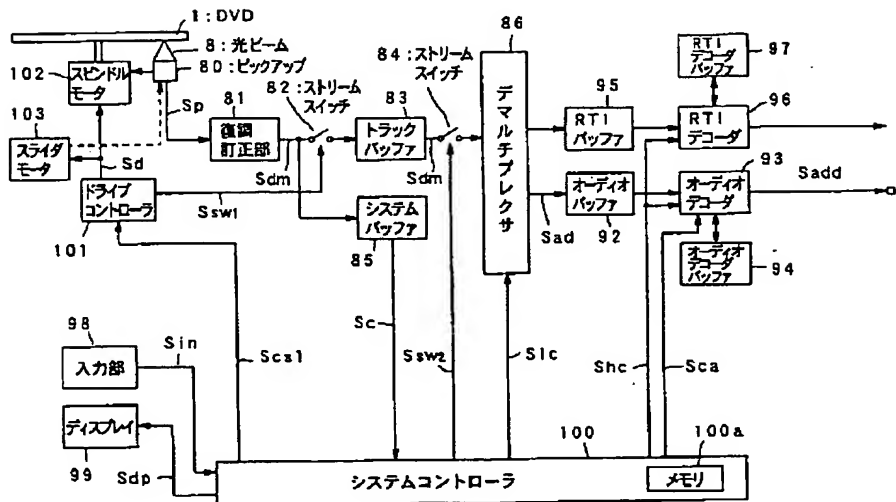 1:DVD
8:光ビーム
80:ピックアップ
102
スピンドル
モータ
Sp
103
スライダ
モータ
Sd
ドライブ
コントローラ
101
Ssw1
81
復調
訂正部
Sdm
82:ストリーム
スイッチ
83
トラック
バッファ
Sdm
84:ストリーム
スイッチ
システム
バッファ
85
86
デマルチプレクサ
95
RTI
バッファ
RTI
デコーダ
バッファ
97
RTI
デコーダ
96
オーディオ
バッファ
92
Sad
オーディオ
デコーダ
93
Sadd
オーディオ
デコーダ
バッファ
94
98
入力部
Sin
ディスプレイ
99
Sdp
Scsl
Sc
Ssw2
Slc
Shc
Sca
100
システムコントローラ
100a
メモリ